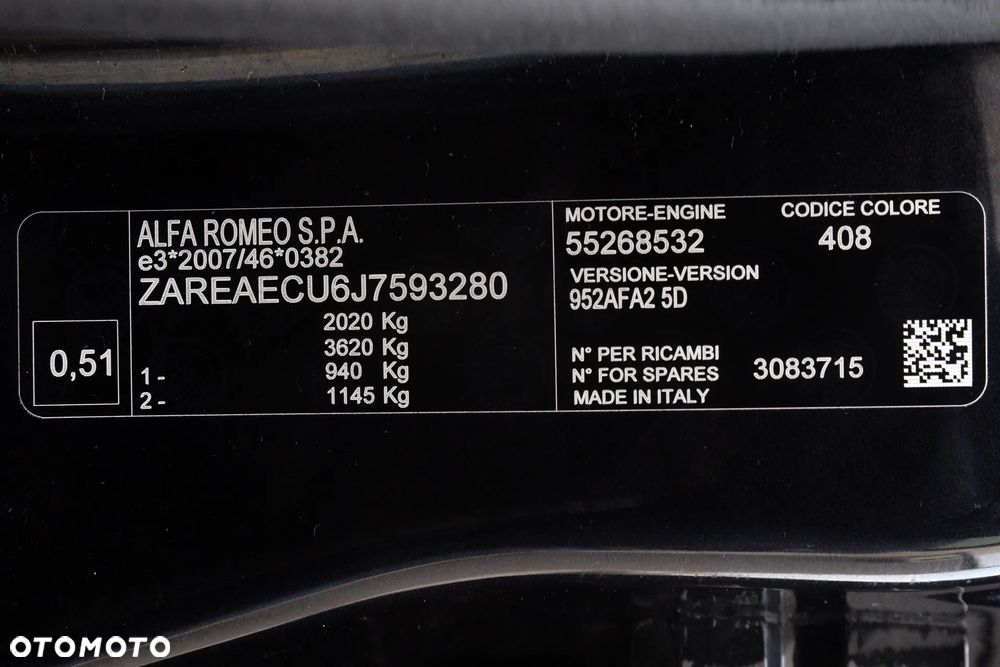 0,51
ALFA ROMEO S.P.A.
e3*2007/46*0382
ZAREAECU6J7593280
2020 Kg
3620 Kg
1- 940 Kg
2- 1145 Kg
MOTORE-ENGINE CODICE COLORE
55268532 408
VERSIONE-VERSION
952AFA2 5D
N° PER RICAMBI
N° FOR SPARES 3083715
MADE IN ITALY
OTOMOTO